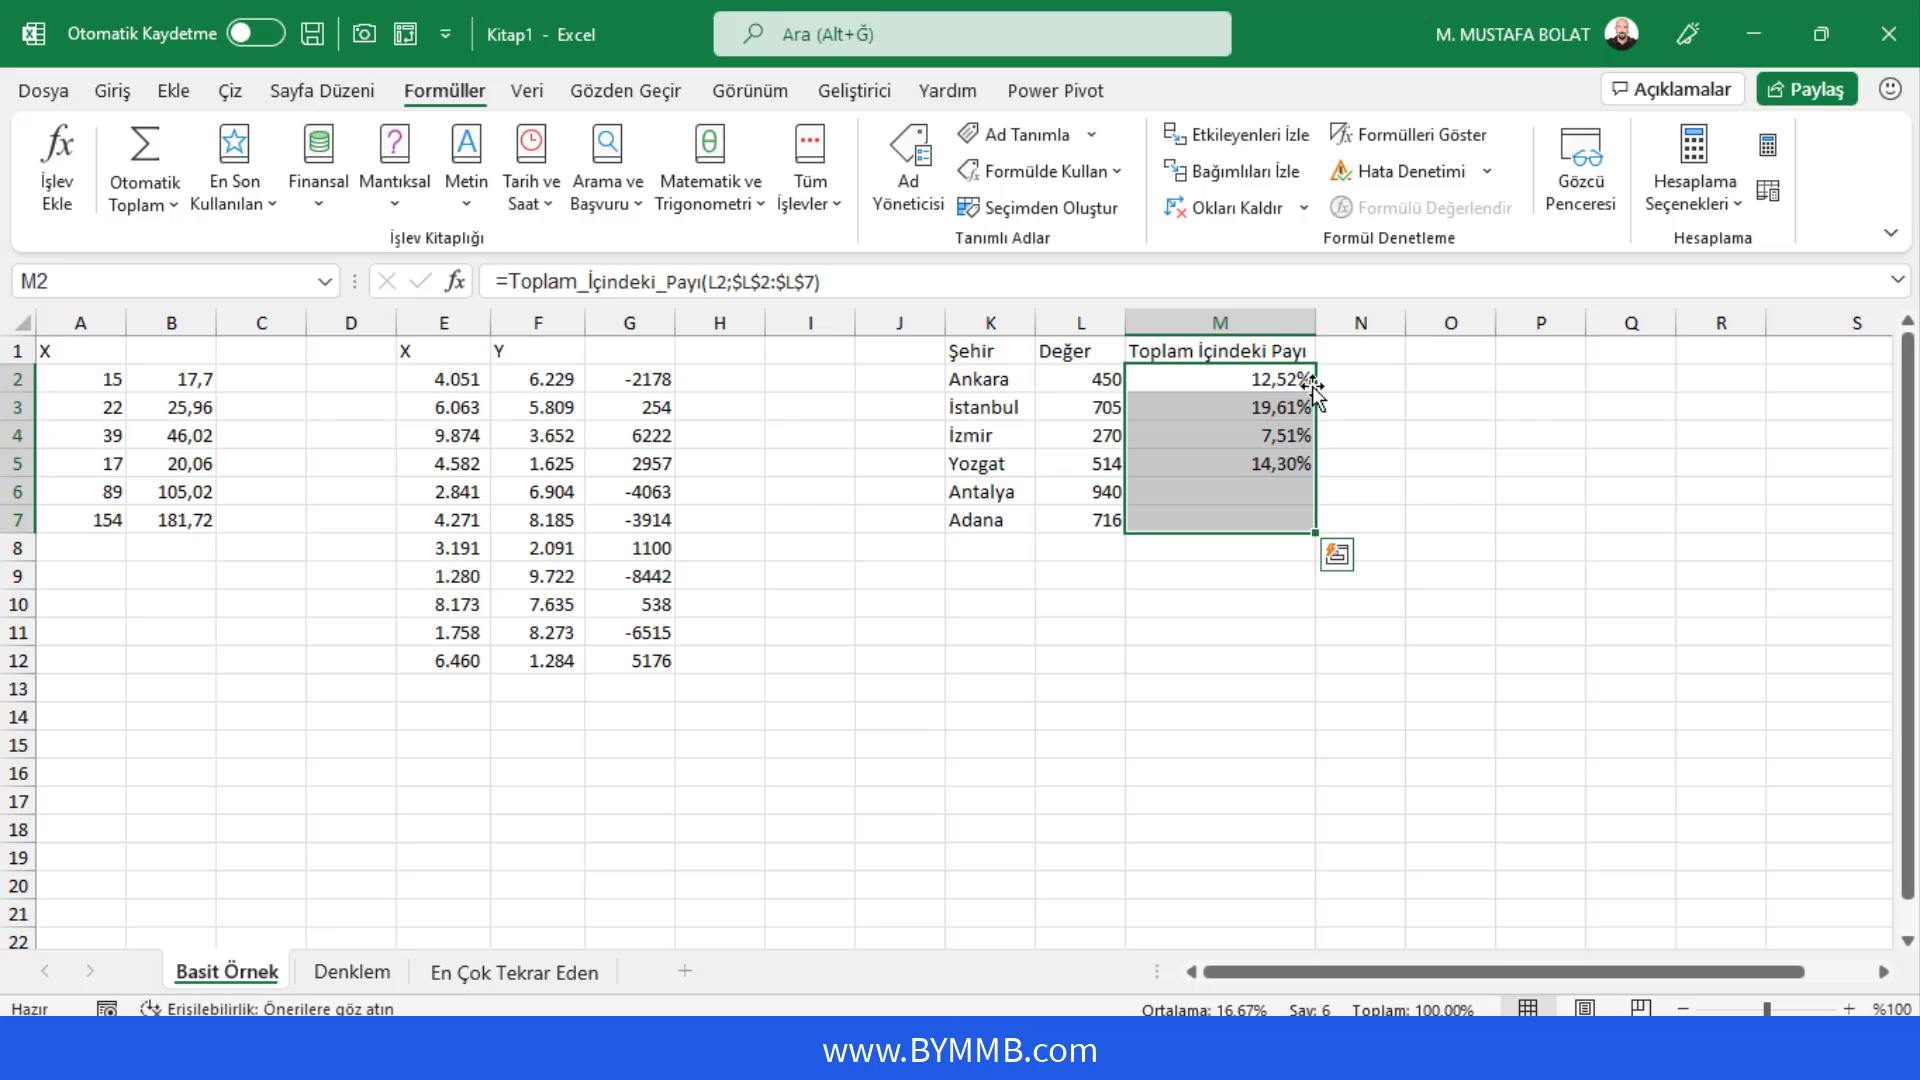 Otomatik Kaydetme
Kitap1 - Excel
Ara (Alt+Ğ)
M. MUSTAFA BOLAT
Dosya Giriş Ekle Çiz Sayfa Düzeni Formüller Veri Gözden Geçir Görünüm Geliştirici Yardım Power Pivot
Açıklamalar
Paylaş
İşlev Ekle
Otomatik Toplam
En Son Kullanılan
Finansal
Mantıksal
Metin
Tarih ve Saat
Arama ve Başvuru
Matematik ve Trigonometri
Tüm İşlevler
İşlev Kitaplığı
Ad Yöneticisi
Ad Tanımla
Formülde Kullan
Seçimden Oluştur
Tanımlı Adlar
Etkileyenleri İzle
Bağımlıları İzle
Okları Kaldır
Formülleri Göster
Hata Denetimi
Formülü Değerlendir
Formül Denetleme
Gözcü Penceresi
Hesaplama Seçenekleri
Hesaplama
M2
fx
=Toplam_İçindeki_Payı(L2;$L$2:$L$7)
A B C D E F G H I J K L M N O P Q R S
1 X X Y Şehir Değer Toplam İçindeki Payı
2 15 17,7 4.051 6.229 -2178 Ankara 450 12,52%
3 22 25,96 6.063 5.809 254 İstanbul 705 19,61%
4 39 46,02 9.874 3.652 6222 İzmir 270 7,51%
5 17 20,06 4.582 1.625 2957 Yozgat 514 14,30%
6 89 105,02 2.841 6.904 -4063 Antalya 940
7 154 181,72 4.271 8.185 -3914 Adana 716
8 3.191 2.091 1100
9 1.280 9.722 -8442
10 8.173 7.635 538
11 1.758 8.273 -6515
12 6.460 1.284 5176
13
14
15
16
17
18
19
20
21
22
Basit Örnek Denklem En Çok Tekrar Eden
Hazır Erişilebilirlik: Önerilere göz atın Ortalama: 16,67% Say: 6 Toplam: 100,00% %100
www.BYMMB.com